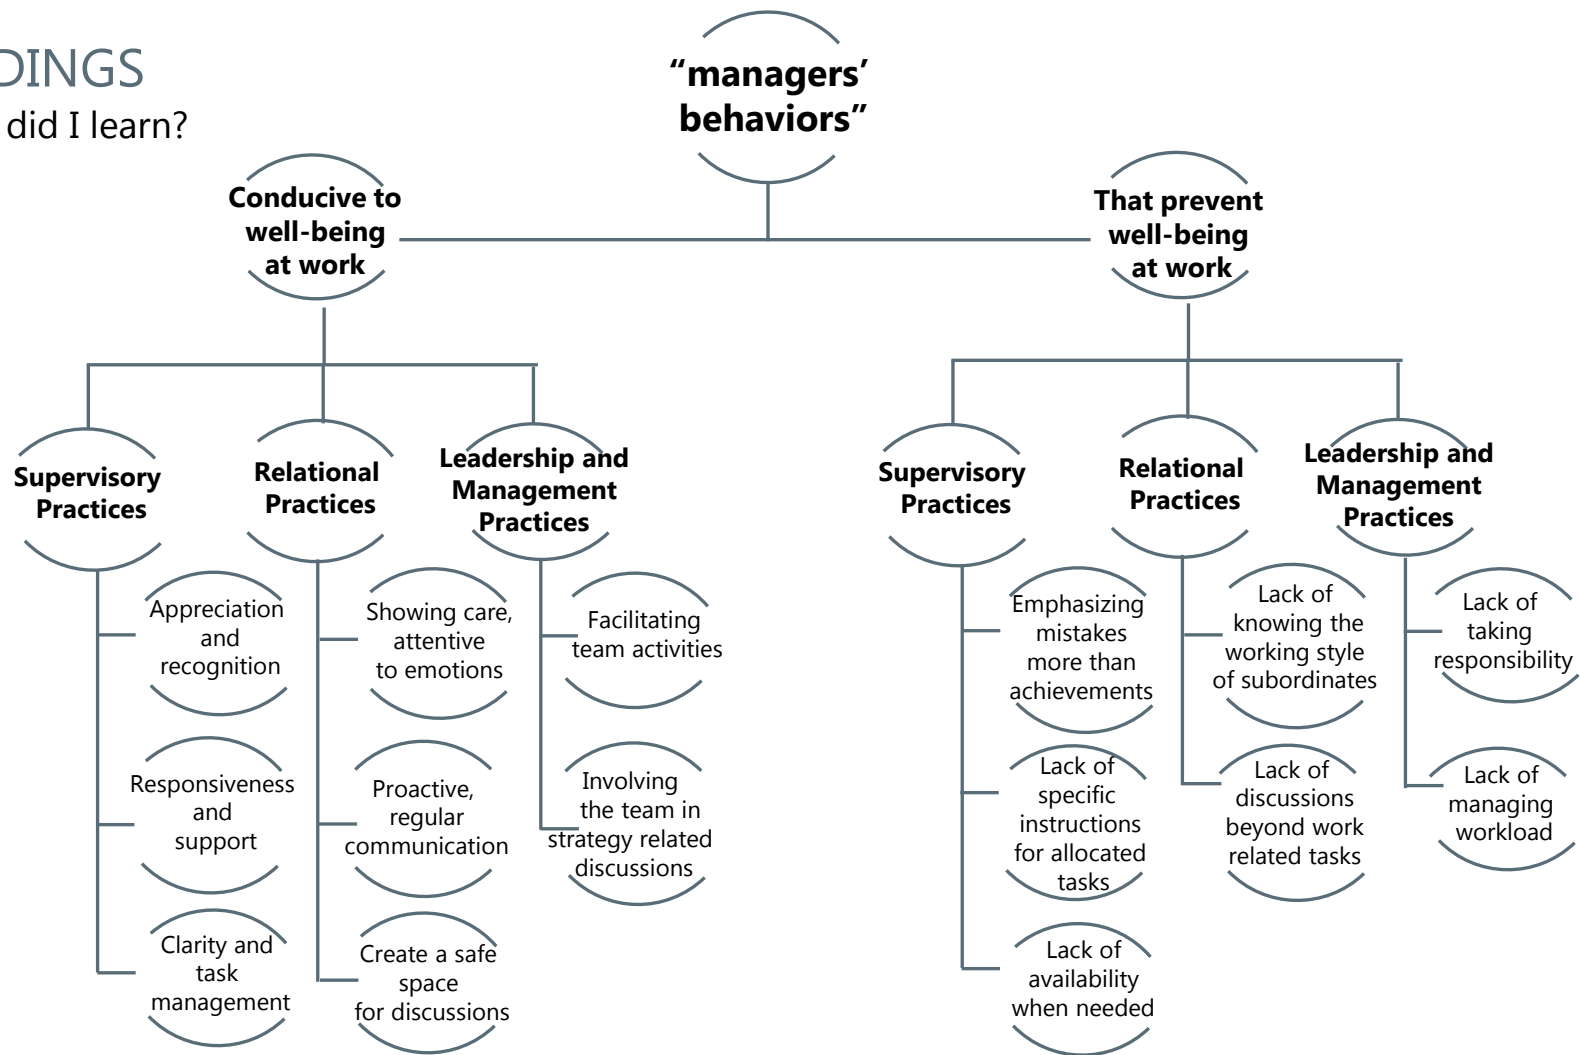 DINGS
did I learn?
“managers’
behaviors”
Conducive to
well-being
at work
That prevent
well-being
at work
Supervisory
Practices
Relational
Practices
Leadership and
Management
Practices
Supervisory
Practices
Relational
Practices
Leadership and
Management
Practices
Appreciation
and
recognition
Responsiveness
and
support
Clarity and
task
management
Showing care,
attentive
to emotions
Proactive,
regular
communication
Create a safe
space
for discussions
Facilitating
team activities
Involving
the team in
strategy related
discussions
Emphasizing
mistakes
more than
achievements
Lack of
specific
instructions
for allocated
tasks
Lack of
availability
when needed
Lack of
knowing the
working style
of subordinates
Lack of
discussions
beyond work
related tasks
Lack of
taking
responsibility
Lack of
managing
workload